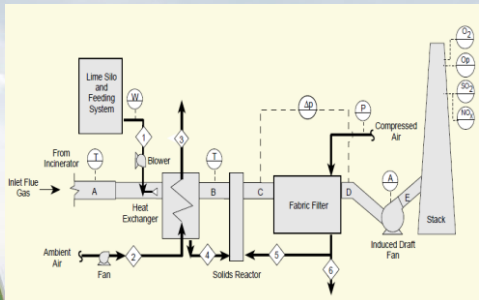 O2
Op
SO2
NOx
Lime Silo
and
Feeding
System
W
Δp
P
Compressed
Air
1
3
From
Incinerator
T
Blower
T
A
Inlet Flue
Gas
A
B
C
D
E
Heat
Exchanger
Fabric Filter
Stack
Ambient
Air
2
Fan
4
5
Solids Reactor
6
Induced Draft
Fan